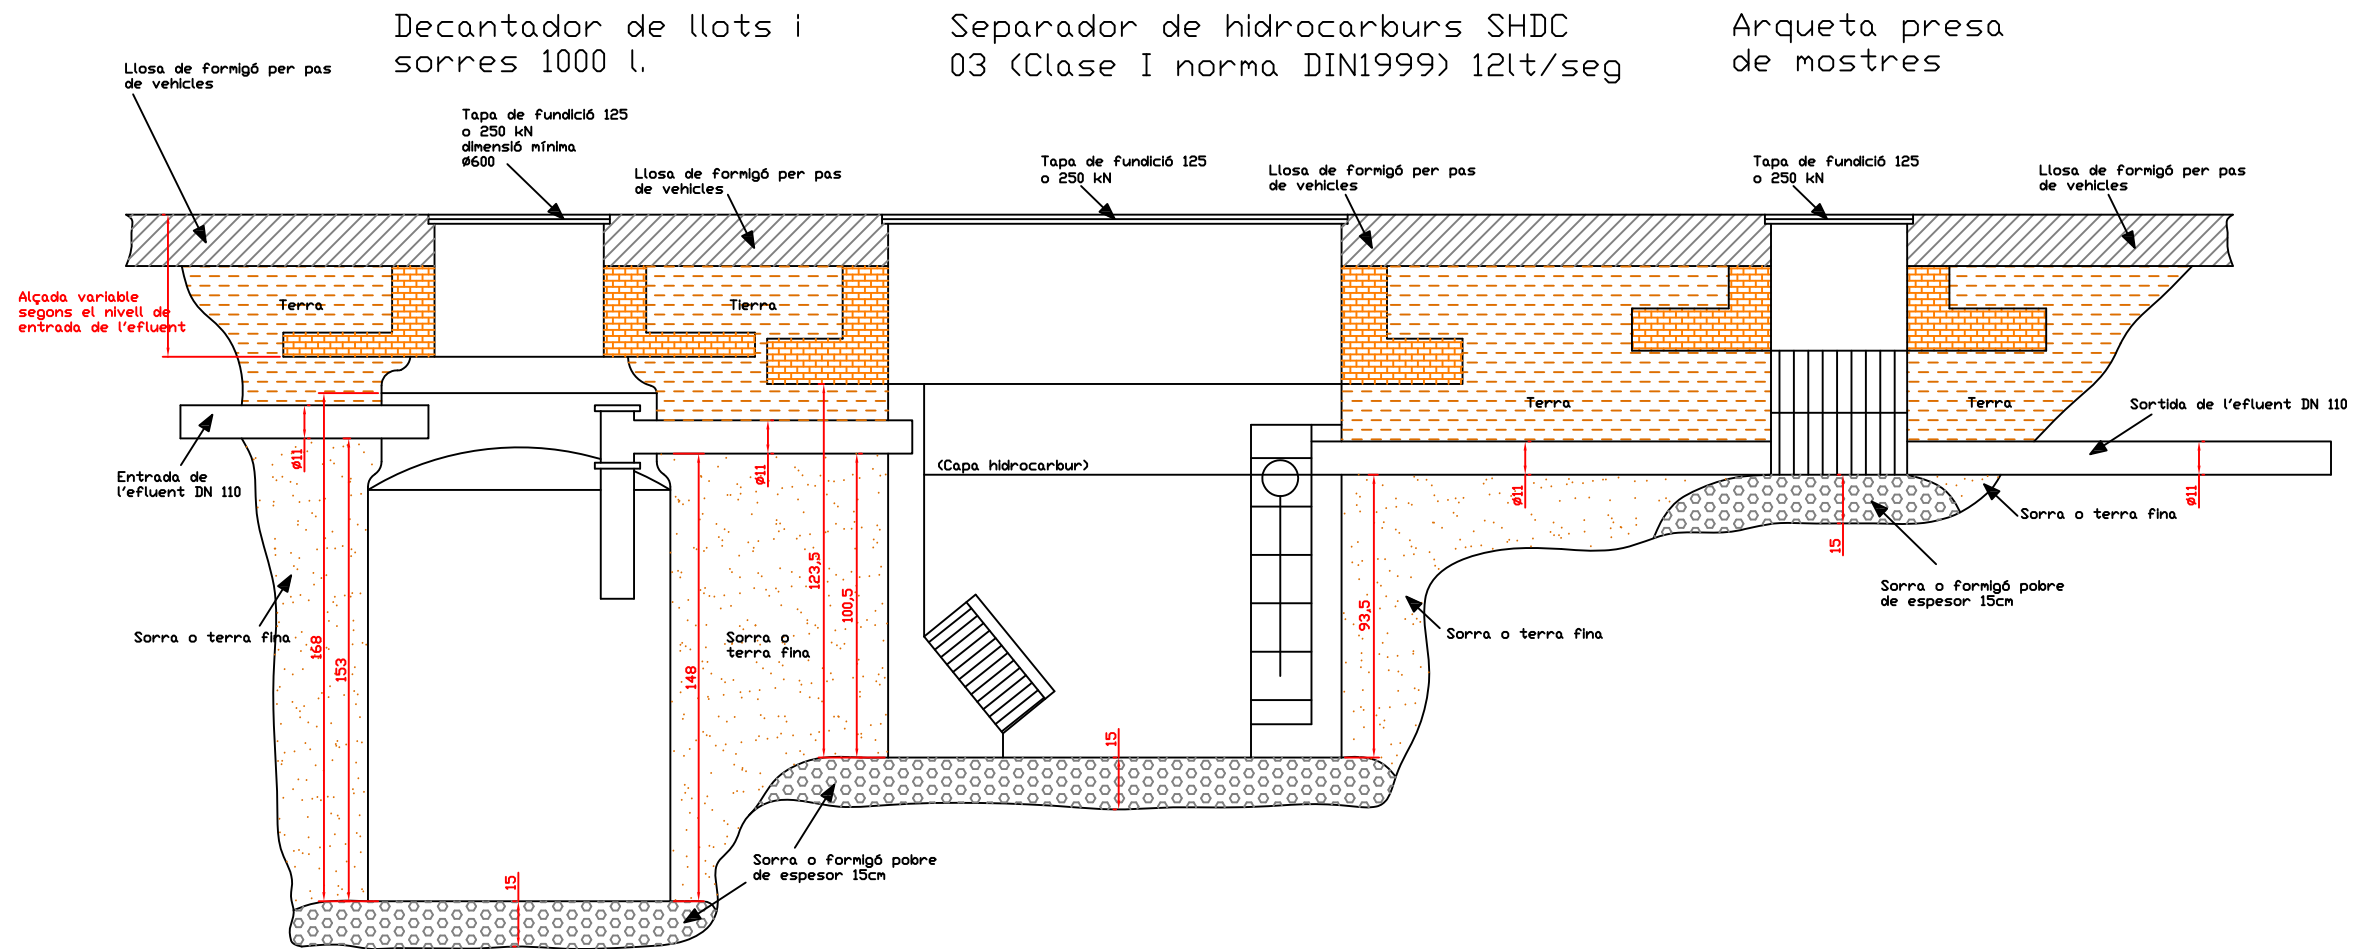 Decantador de llots i
sorres 1000 l.
Separador de hidrocarburs SHDC
03 (Clase I norma DIN1999) 12lt/seg
Arqueta presa
de mostres
Llosa de formigó per pas
de vehicles
Tapa de fundició 125
o 250 kN
dimensió mínima
Ø600
Llosa de formigó per pas
de vehicles
Tapa de fundició 125
o 250 kN
Llosa de formigó per pas
de vehicles
Tapa de fundició 125
o 250 kN
Llosa de formigó per pas
de vehicles
Alçada variable
segons el nivell de
entrada de l'efluent
Terra
Tierra
Terra
Terra
Sortida de l'efluent DN 110
Entrada de
l'efluent DN 110
Ø11
Ø11
(Capa hidrocarbur)
Ø11
Ø11
Sorra o terra fina
15
Sorra o formigó pobre
de espesor 15cm
Sorra o terra fina
168
153
Sorra o
terra fina
148
123,5
100,5
93,5
Sorra o terra fina
15
Sorra o formigó pobre
de espesor 15cm
15